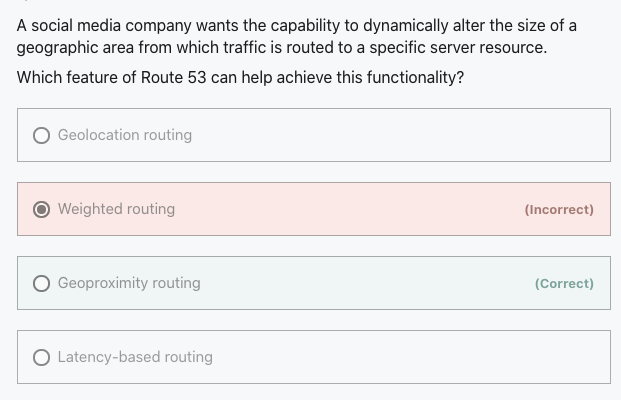 A social media company wants the capability to dynamically alter the size of a
geographic area from which traffic is routed to a specific server resource.
Which feature of Route 53 can help achieve this functionality?
Geolocation routing
Weighted routing (Incorrect)
Geoproximity routing (Correct)
Latency-based routing